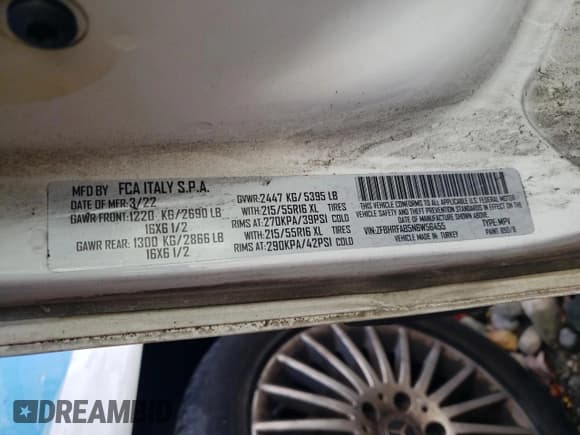 MFD BY FCA ITALY S.P.A.
DATE OF MFR: 3/22
GAWR FRONT: 1220 KG/2690 LB
16X6 1/2
GAWR REAR: 1300 KG/2866 LB
16X6 1/2
GVWR: 2447 KG/5395 LB
WITH: 215/55R16 XL TIRES
RIMS AT: 270KPA/39PSI COLD
WITH: 215/55R16 XL TIRES
RIMS AT: 290KPA/42PSI COLD
THIS VEHICLE CONFORMS TO ALL APPLICABLE U.S. FEDERAL MOTOR
VEHICLE SAFETY AND THEFT PREVENTION STANDARDS IN EFFECT ON THE
DATE OF MANUFACTURE SHOWN ABOVE.
VIN: ZFBHRFAB5N6W56455 TYPE: MPV
MADE IN: TURKEY PAINT:
DREAMBID